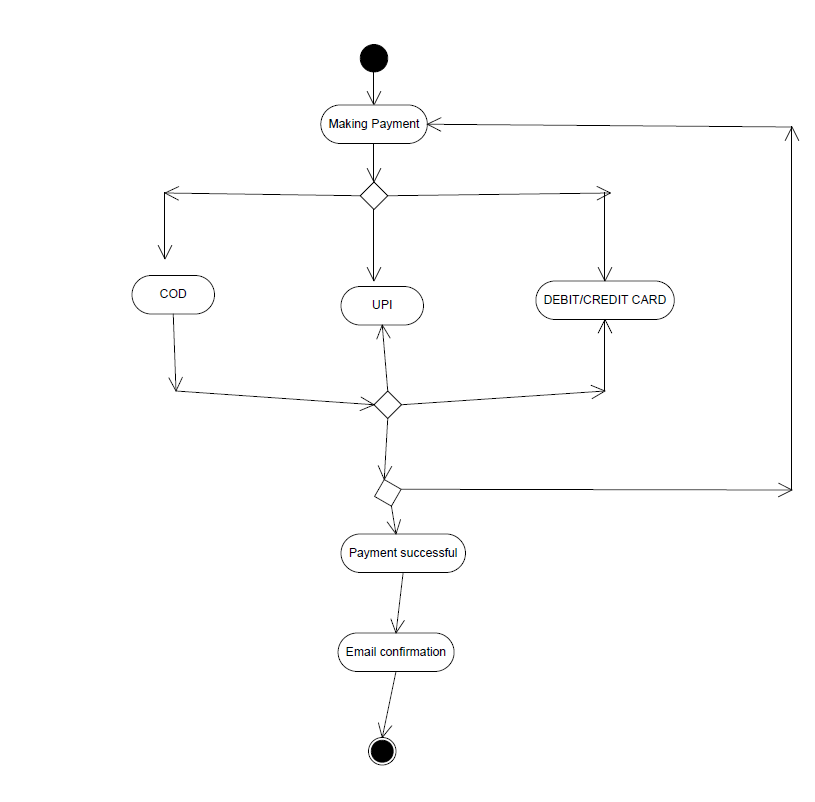 Making Payment
COD
UPI
DEBIT/CREDIT CARD
Payment successful
Email confirmation